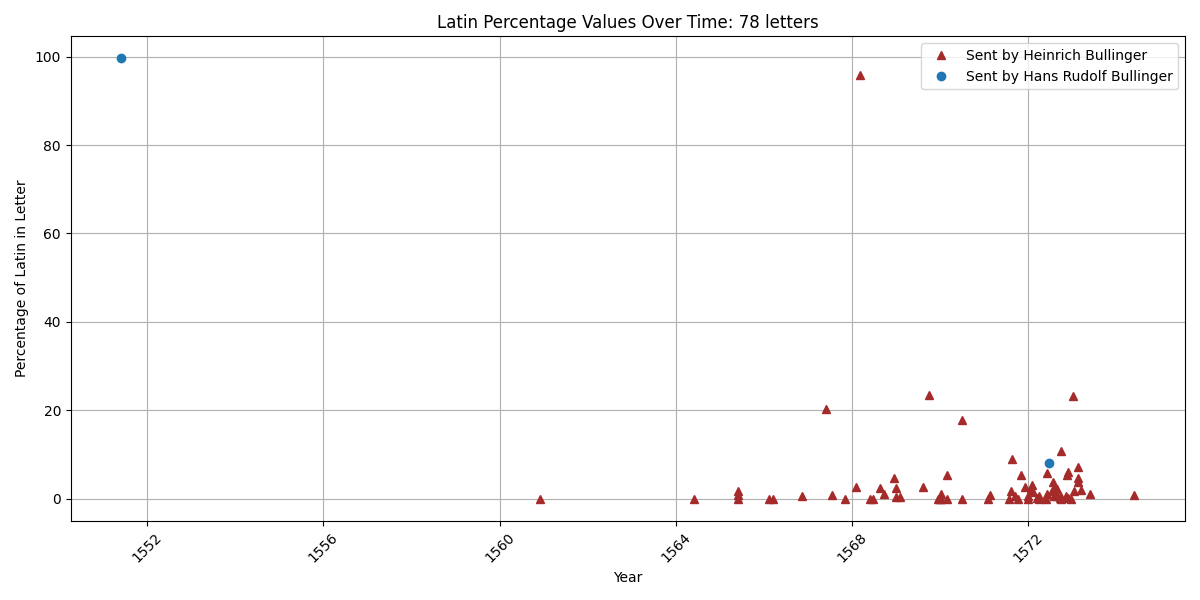 Latin Percentage Values Over Time: 78 letters
Sent by Heinrich Bullinger
Sent by Hans Rudolf Bullinger
Percentage of Latin in Letter
100
80
60
40
20
0
1552
1556
1560
1564
1568
1572
Year